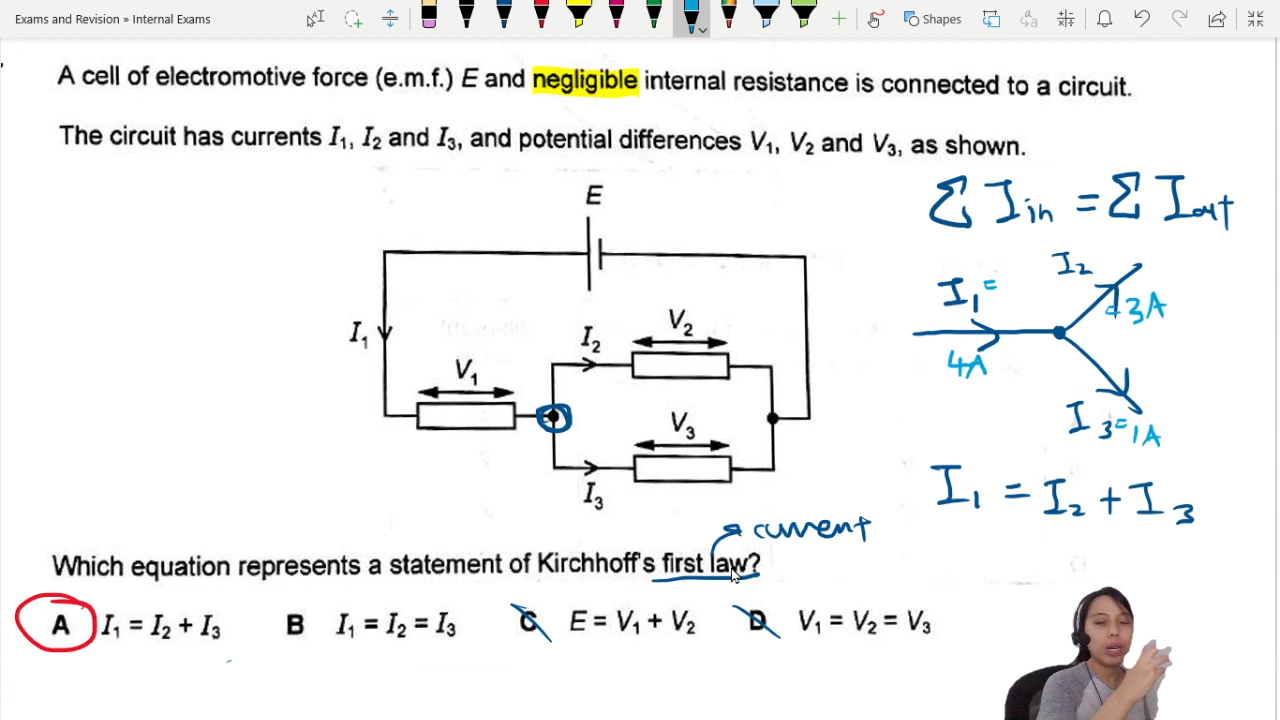 Exams and Revision » Internal Exams
Shapes
A cell of electromotive force (e.m.f.) E and negligible internal resistance is connected to a circuit.
The circuit has currents I1, I2 and I3, and potential differences V1, V2 and V3, as shown.
Σ Iin = Σ Iout
E
I2
I1=
3A
4A
I3=1A
I1 = I2 + I3
I1
V1
I2
V2
V3
I3
current
Which equation represents a statement of Kirchhoff's first law?
A I1 = I2 + I3 B I1 = I2 = I3 C E = V1 + V2 D V1 = V2 = V3